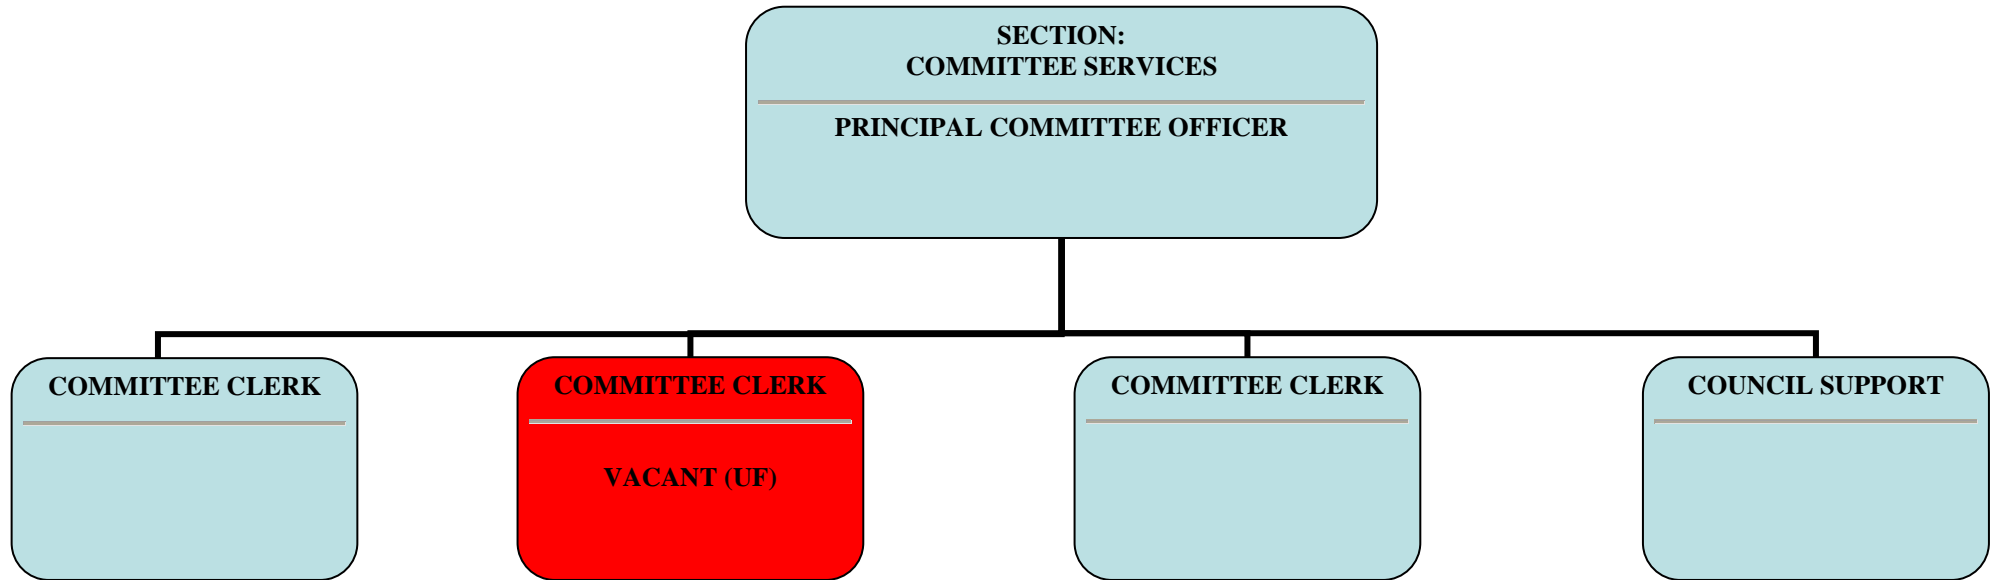 SECTION:
COMMITTEE SERVICES
PRINCIPAL COMMITTEE OFFICER
COMMITTEE CLERK
COMMITTEE CLERK
VACANT (UF)
COMMITTEE CLERK
COUNCIL SUPPORT